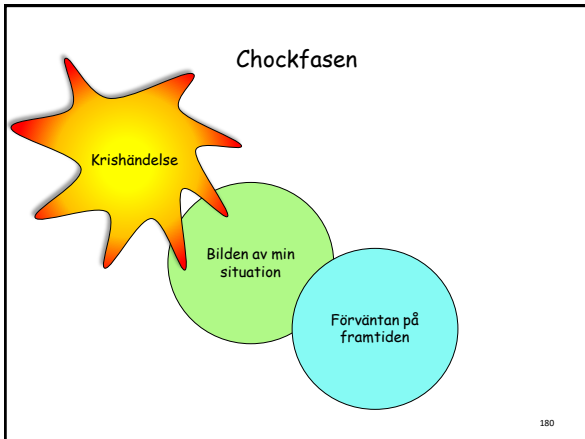 Chockfasen
Krishändelse
Bilden av min
situation
Förväntan på
framtiden
180